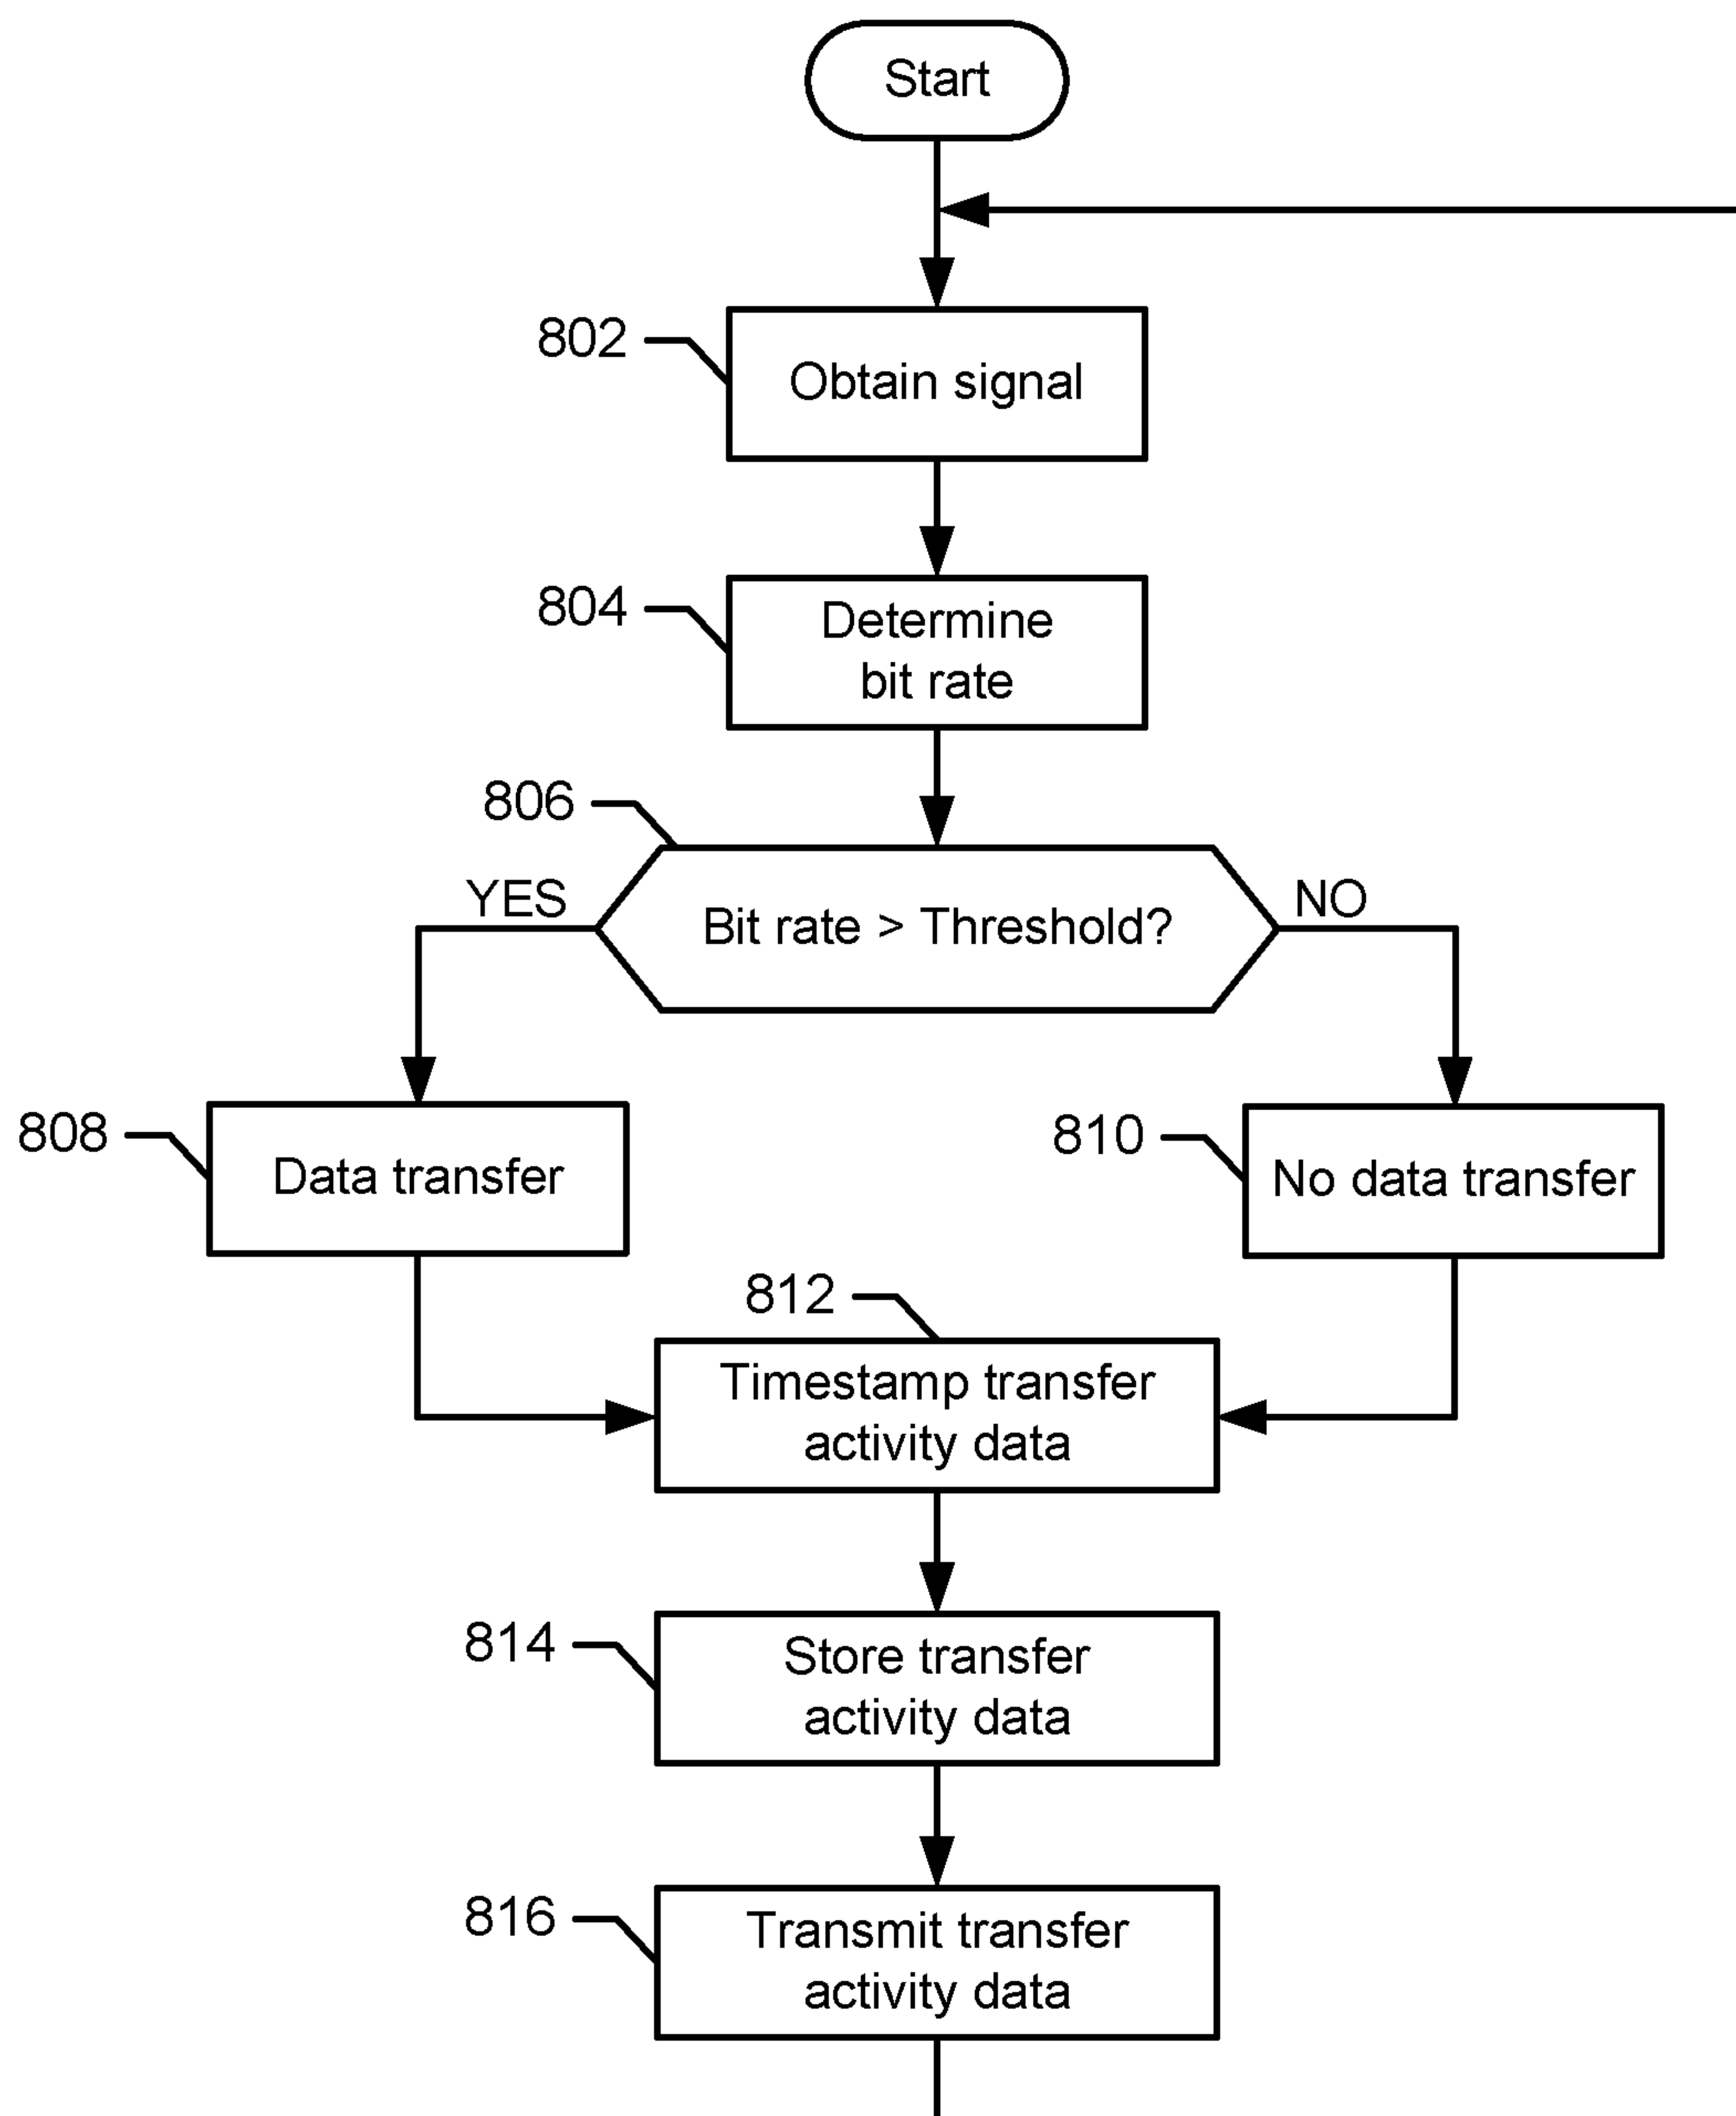 Start
802
Obtain signal
804
Determine
bit rate
806
YES
Bit rate > Threshold?
NO
808
Data transfer
810
No data transfer
812
Timestamp transfer
activity data
814
Store transfer
activity data
816
Transmit transfer
activity data